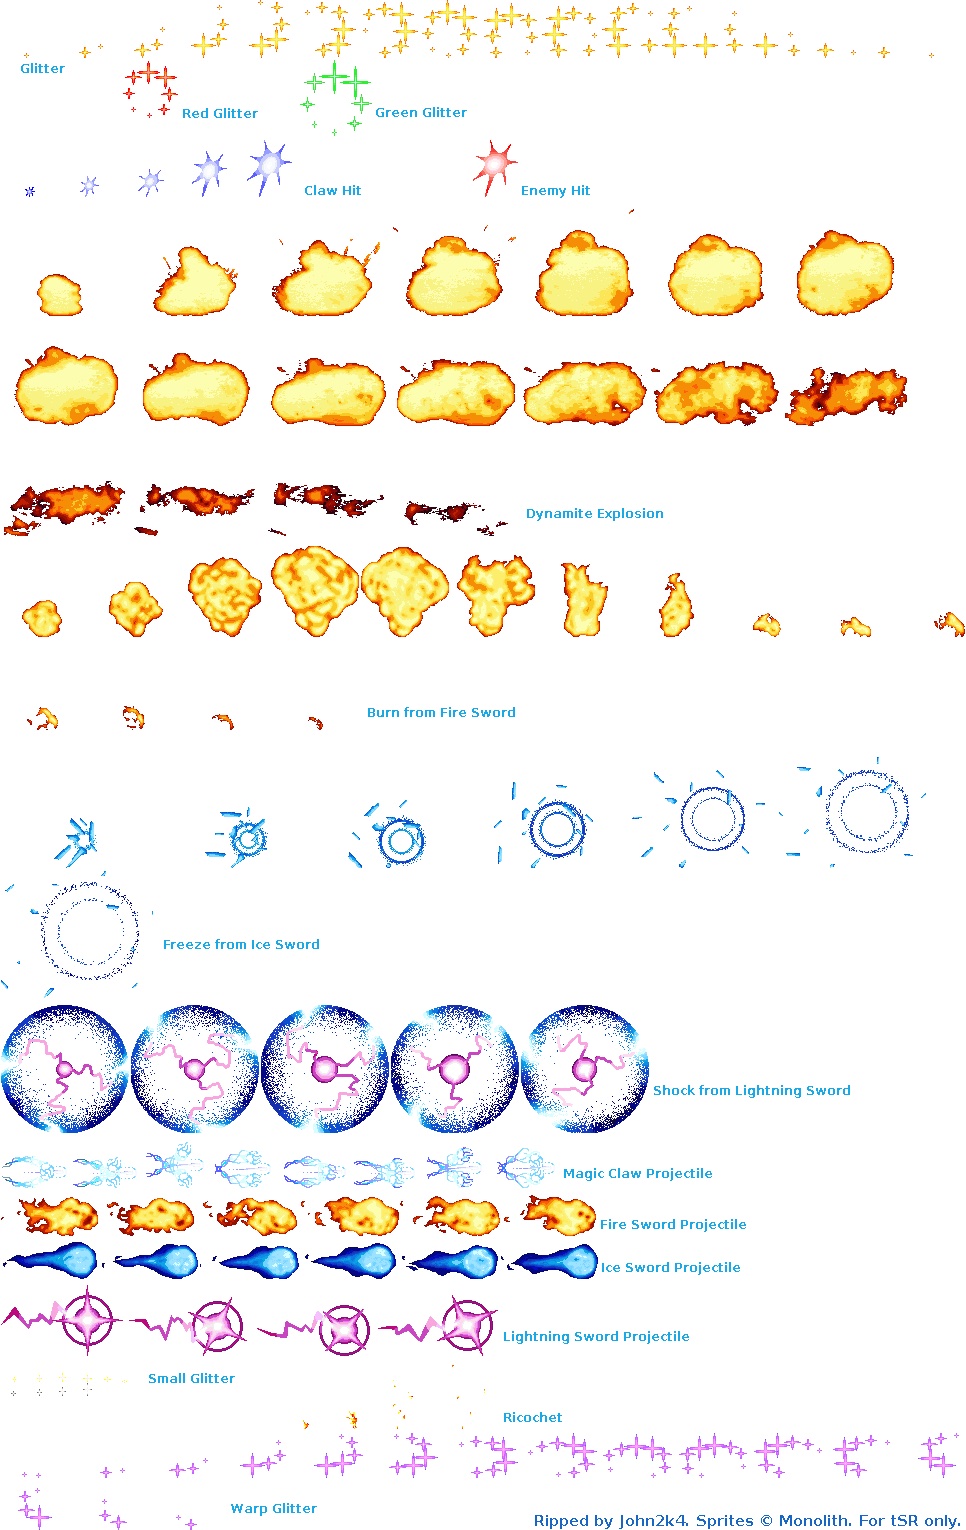 Glitter
Red Glitter
Green Glitter
Claw Hit
Enemy Hit
Dynamite Explosion
Burn from Fire Sword
Freeze from Ice Sword
Shock from Lightning Sword
Magic Claw Projectile
Fire Sword Projectile
Ice Sword Projectile
Lightning Sword Projectile
Small Glitter
Ricochet
Warp Glitter
Ripped by John2k4. Sprites © Monolith. For tSR only.